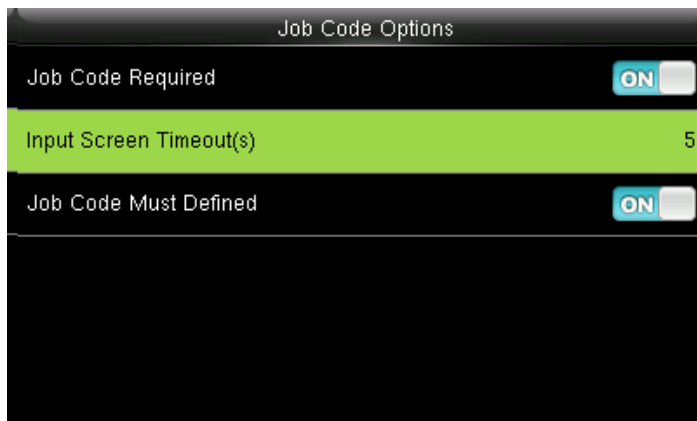 Job Code Options
Job Code Required ON
Input Screen Timeout(s) 5
Job Code Must Defined ON